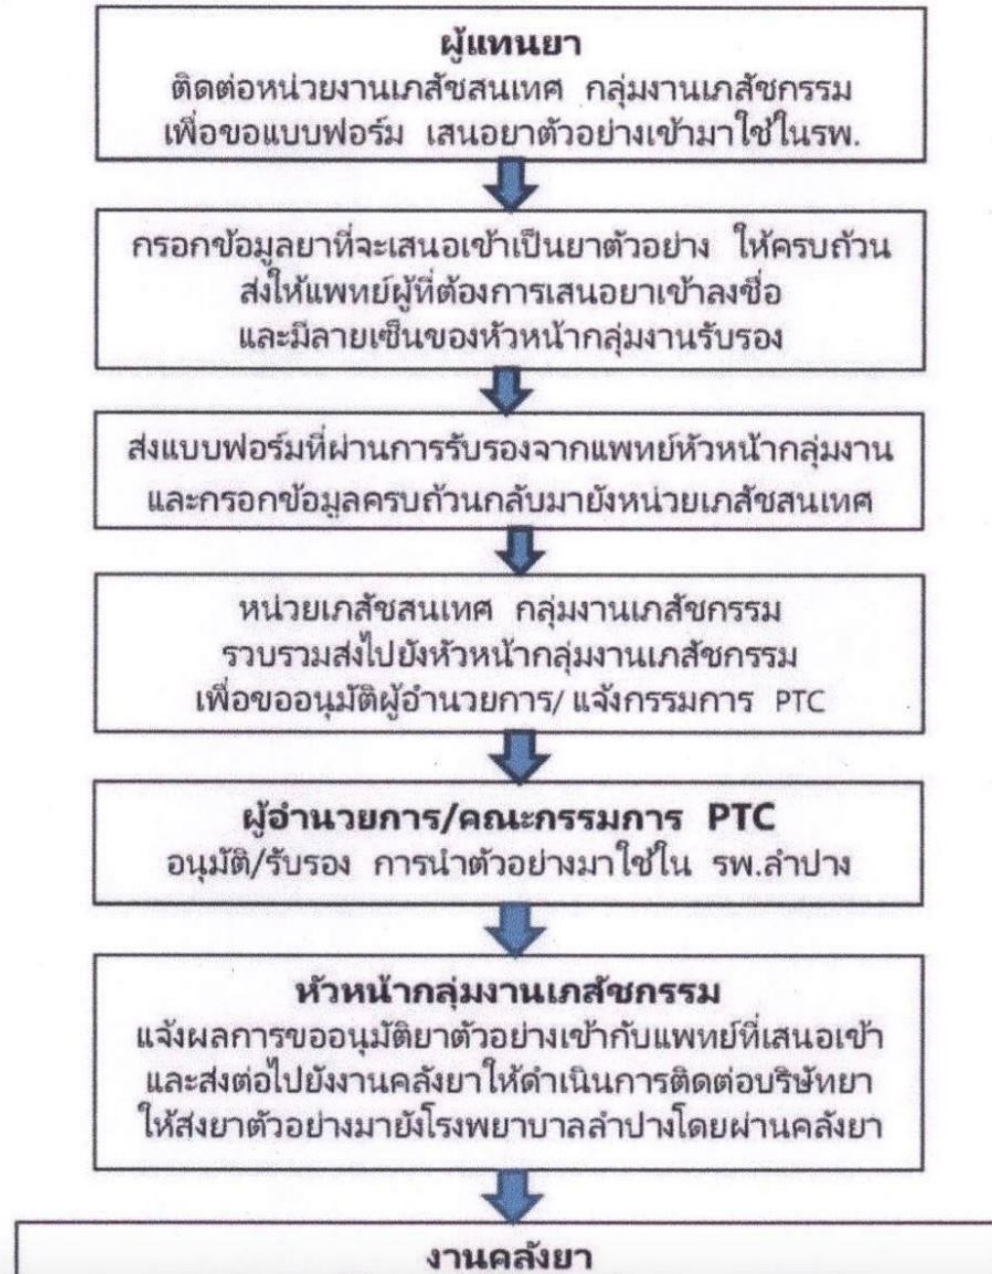 ผู้แทนยา
ติดต่อหน่วยงานเภสัชสนเทศ กลุ่มงานเภสัชกรรม
เพื่อขอแบบฟอร์ม เสนอยาตัวอย่างเข้ามาใช้ในรพ.
กรอกข้อมูลยาที่จะเสนอเข้าเป็นยาตัวอย่าง ให้ครบถ้วน
ส่งให้แพทย์ผู้ที่ต้องการเสนอยาเข้าลงชื่อ
และมีลายเซ็นของหัวหน้ากลุ่มงานรับรอง
ส่งแบบฟอร์มที่ผ่านการรับรองจากแพทย์หัวหน้ากลุ่มงาน
และกรอกข้อมูลครบถ้วนกลับมายังหน่วยเภสัชสนเทศ
หน่วยเภสัชสนเทศ กลุ่มงานเภสัชกรรม
รวบรวมส่งไปยังหัวหน้ากลุ่มงานเภสัชกรรม
เพื่อขออนุมัติผู้อำนวยการ/ แจ้งกรรมการ PTC
ผู้อำนวยการ/คณะกรรมการ PTC
อนุมัติ/รับรอง การนำตัวอย่างมาใช้ใน รพ.ลำปาง
หัวหน้ากลุ่มงานเภสัชกรรม
แจ้งผลการขออนุมัติยาตัวอย่างเข้ากับแพทย์ที่เสนอเข้า
และส่งต่อไปยังงานคลังยาให้ดำเนินการติดต่อบริษัทยา
ให้ส่งยาตัวอย่างมายังโรงพยาบาลลำปางโดยผ่านคลังยา
งานคลังยา